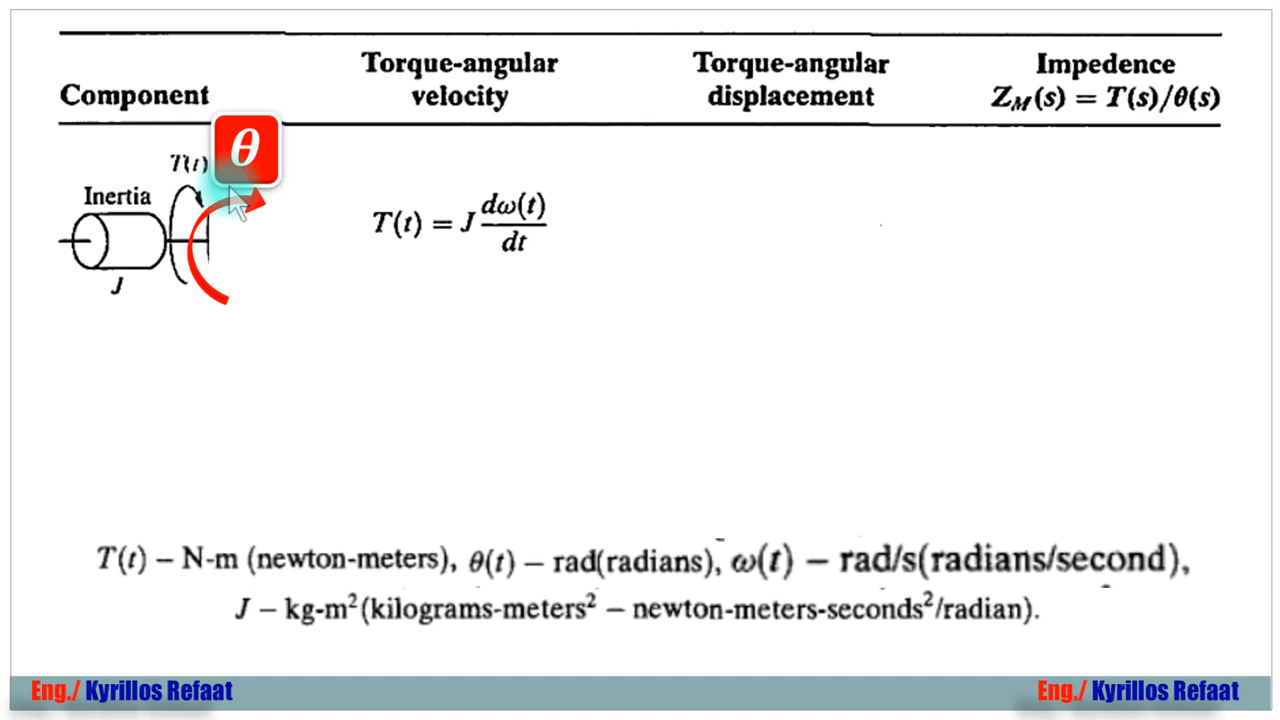 Component
Torque-angular velocity
Torque-angular displacement
Impedence
Z_M(s) = T(s)/θ(s)
θ
T(t)
Inertia
J
T(t) = J dω(t)/dt
T(t) – N-m (newton-meters), θ(t) – rad(radians), ω(t) – rad/s(radians/second),
J – kg-m²(kilograms-meters² – newton-meters-seconds²/radian).
Eng./ Kyrillos Refaat
Eng./ Kyrillos Refaat